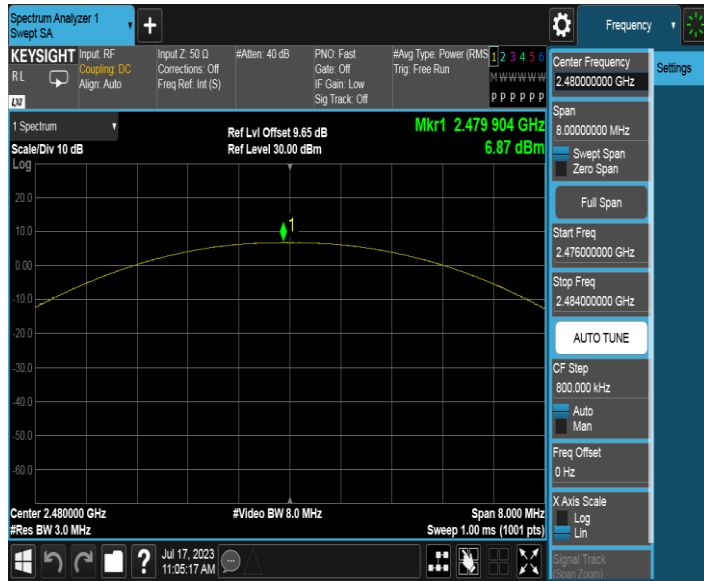 Spectrum Analyzer 1
Swept SA
+
Frequency
KEYSIGHT
RL
LXI
Input: RF
Coupling: DC
Align: Auto
Input Z: 50 Ω
Corrections: Off
Freq Ref: Int (S)
#Atten: 40 dB
PNO: Fast
Gate: Off
IF Gain: Low
Sig Track: Off
#Avg Type: Power (RMS
Trig: Free Run
1 2 3 4 5 6
M W W W W W
P P P P P P
Center Frequency
2.480000000 GHz
Settings
Span
8.00000000 MHz
Swept Span
Zero Span
Full Span
Start Freq
2.476000000 GHz
Stop Freq
2.484000000 GHz
AUTO TUNE
CF Step
800.000 kHz
Auto
Man
Freq Offset
0 Hz
X Axis Scale
Log
Lin
Signal Track
(Span Zoom)
1 Spectrum
Scale/Div 10 dB
Log
Ref Lvl Offset 9.65 dB
Ref Level 30.00 dBm
Mkr1 2.479 904 GHz
6.87 dBm
1
20.0
10.0
0.00
-10.0
-20.0
-30.0
-40.0
-50.0
-60.0
Center 2.480000 GHz
#Res BW 3.0 MHz
#Video BW 8.0 MHz
Span 8.000 MHz
Sweep 1.00 ms (1001 pts)
?
Jul 17, 2023
11:05:17 AM